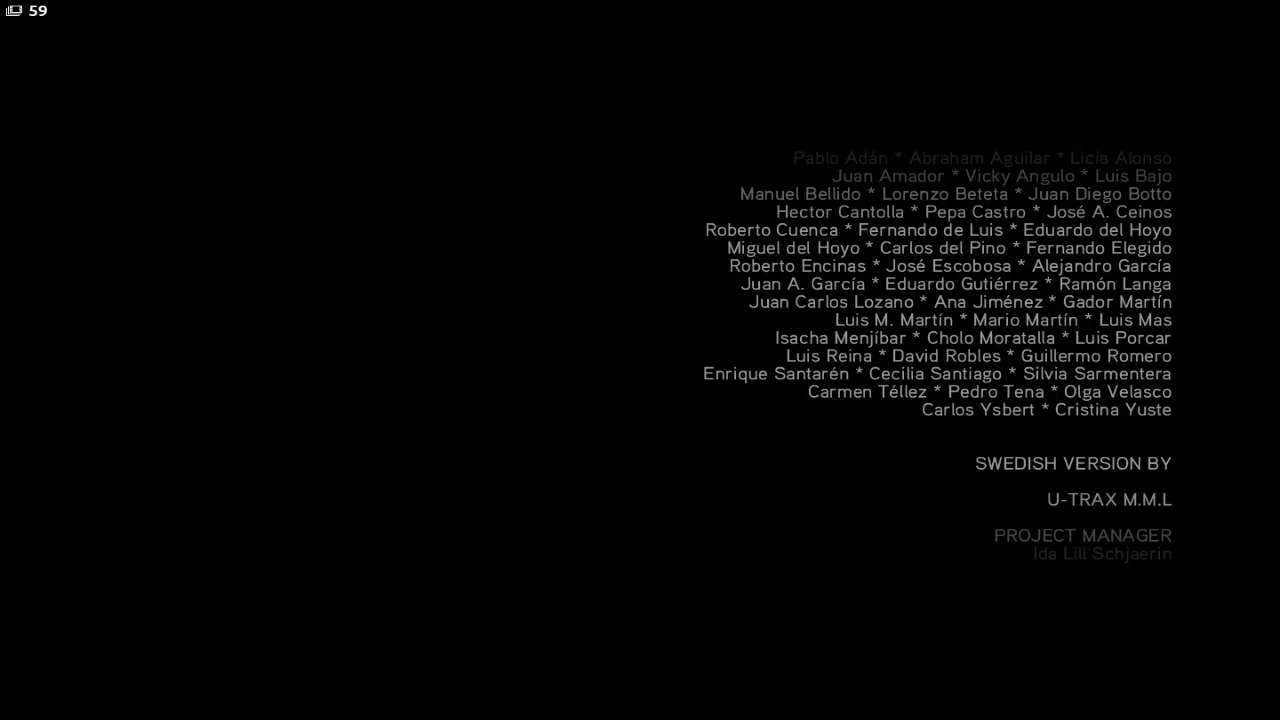 59
Pablo Adán * Abraham Aguilar * Licia Alonso
Juan Amador * Vicky Angulo * Luis Bajo
Manuel Bellido * Lorenzo Beteta * Juan Diego Botto
Hector Cantolla * Pepa Castro * José A. Ceinos
Roberto Cuenca * Fernando de Luis * Eduardo del Hoyo
Miguel del Hoyo * Carlos del Pino * Fernando Elegido
Roberto Encinas * José Escobosa * Alejandro García
Juan A. García * Eduardo Gutiérrez * Ramón Langa
Juan Carlos Lozano * Ana Jiménez * Gador Martín
Luis M. Martín * Mario Martín * Luis Mas
Isacha Menjíbar * Cholo Moratalla * Luis Porcar
Luis Reina * David Robles * Guillermo Romero
Enrique Santarén * Cecilia Santiago * Silvia Sarmentera
Carmen Téllez * Pedro Tena * Olga Velasco
Carlos Ysbert * Cristina Yuste
SWEDISH VERSION BY
U-TRAX M.M.L
PROJECT MANAGER
Ida Lill Schjaerin